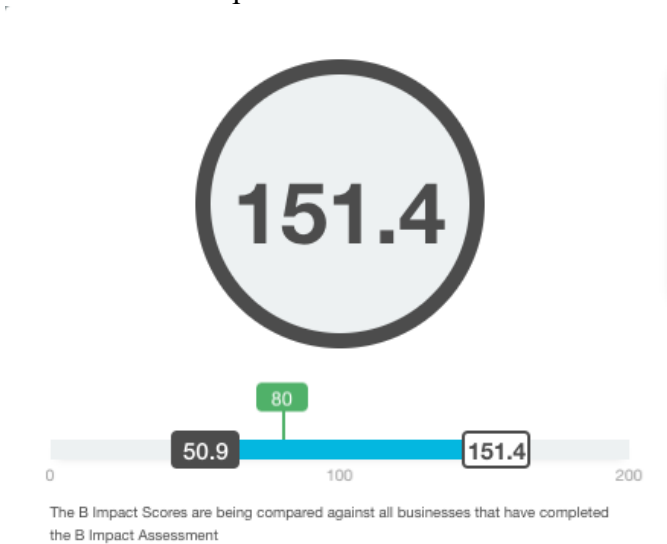 151.4
80
50.9 151.4
0 100 200
The B Impact Scores are being compared against all businesses that have completed
the B Impact Assessment